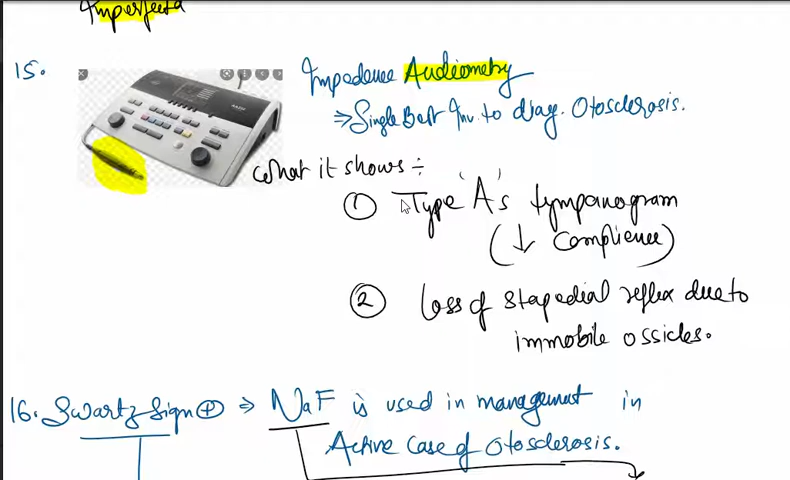 Imperfecta
15.
Impedence Audiometry
⇒ Single Best Inv. to diag. Otosclerosis.
What it shows ÷
① Type 'A's tympanogram
(↓ Complience)
② Loss of stapedial reflex due to
immobile ossicles.
16. Swartz Sign ⊕ ⇒ NaF is used in management in
Active Case of Otosclerosis.